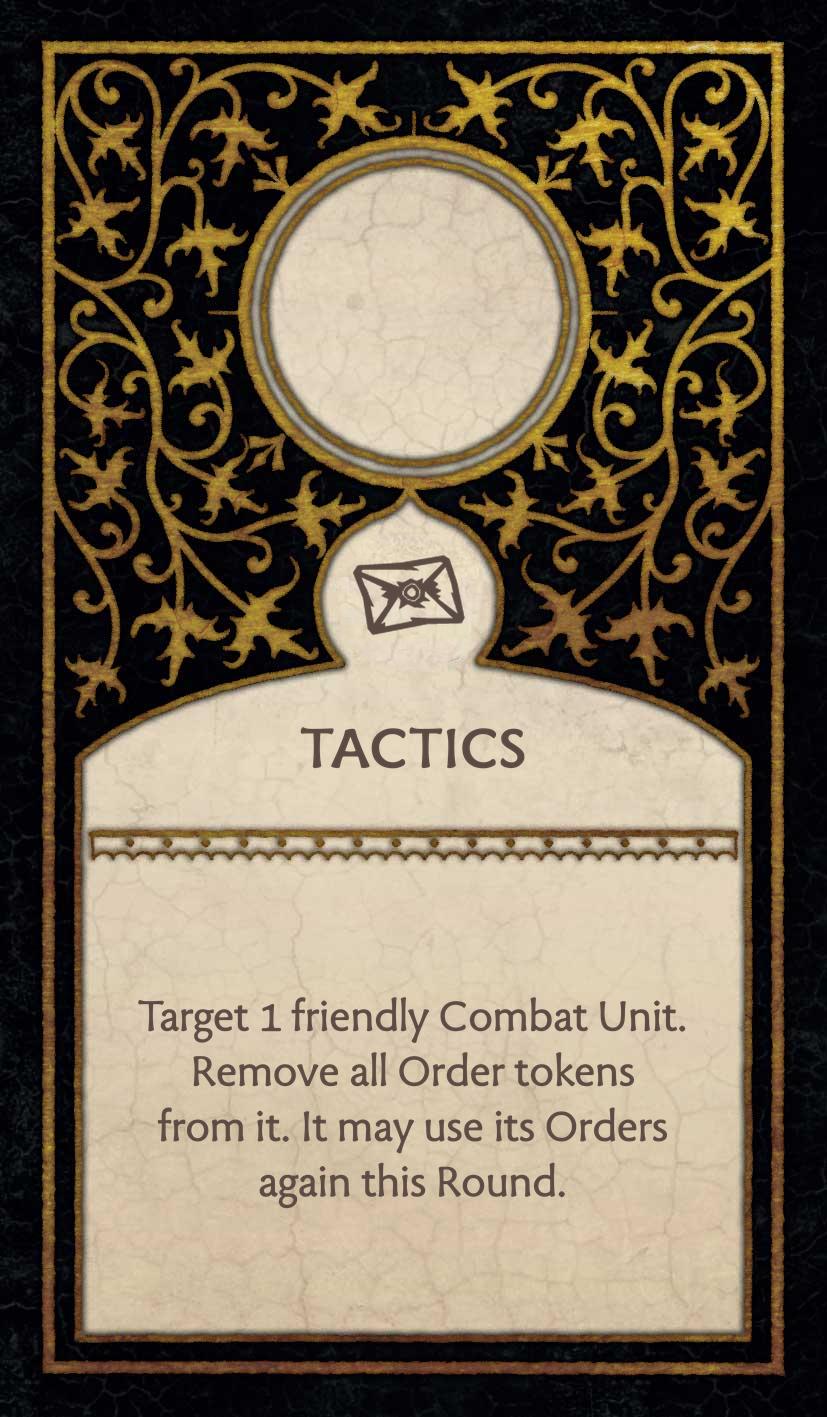 TACTICS
Target 1 friendly Combat Unit.
Remove all Order tokens
from it. It may use its Orders
again this Round.